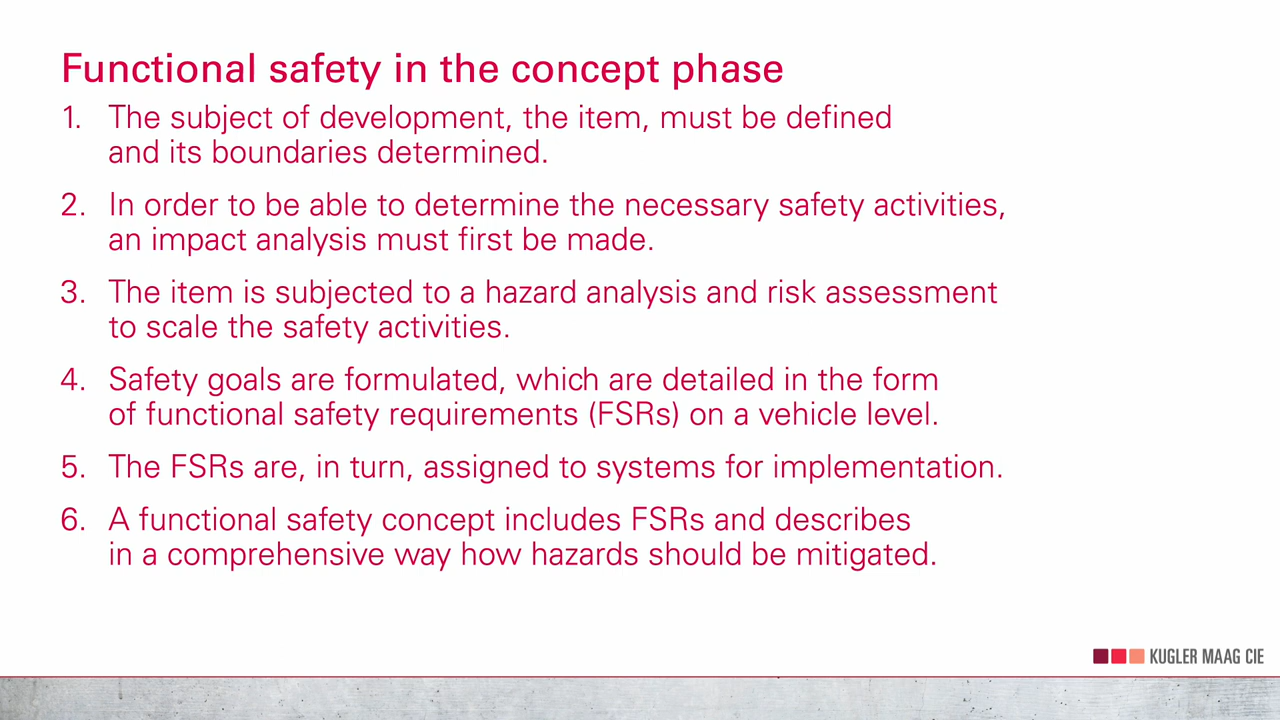 Functional safety in the concept phase
1. The subject of development, the item, must be defined
and its boundaries determined.
2. In order to be able to determine the necessary safety activities,
an impact analysis must first be made.
3. The item is subjected to a hazard analysis and risk assessment
to scale the safety activities.
4. Safety goals are formulated, which are detailed in the form
of functional safety requirements (FSRs) on a vehicle level.
5. The FSRs are, in turn, assigned to systems for implementation.
6. A functional safety concept includes FSRs and describes
in a comprehensive way how hazards should be mitigated.
KUGLER MAAG CIE